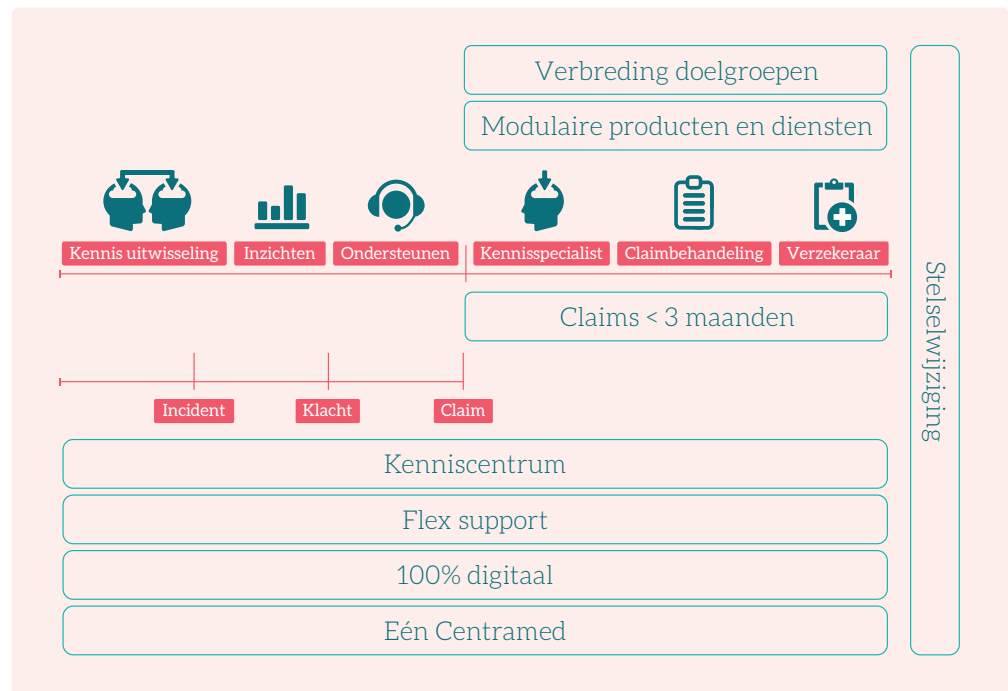 Verbreding doelgroepen
Modulaire producten en diensten
Kennis uitwisseling
Inzichten
Ondersteunen
Kennisspecialist
Claimbehandeling
Verzekeraar
Claims < 3 maanden
Incident
Klacht
Claim
Kenniscentrum
Flex support
100% digitaal
Eén Centramed
Stelselwijziging